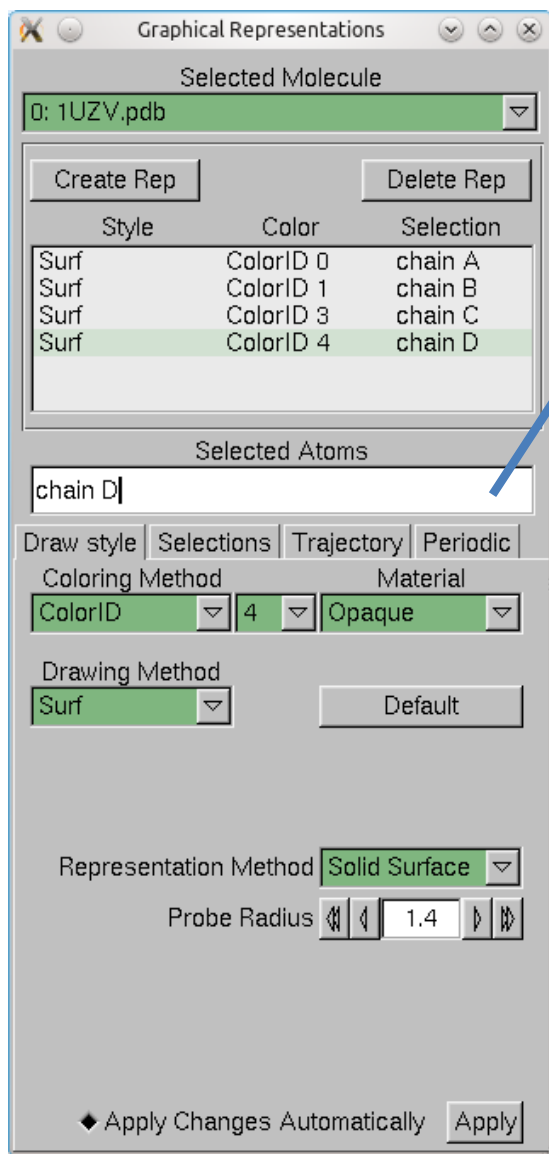 Graphical Representations
Selected Molecule
0: 1UZV.pdb
Create Rep Delete Rep
Style Color Selection
Surf ColorID 0 chain A
Surf ColorID 1 chain B
Surf ColorID 3 chain C
Surf ColorID 4 chain D
Selected Atoms
chain D
Draw style Selections Trajectory Periodic
Coloring Method Material
ColorID 4 Opaque
Drawing Method
Surf Default
Representation Method Solid Surface
Probe Radius 1.4
Apply Changes Automatically Apply